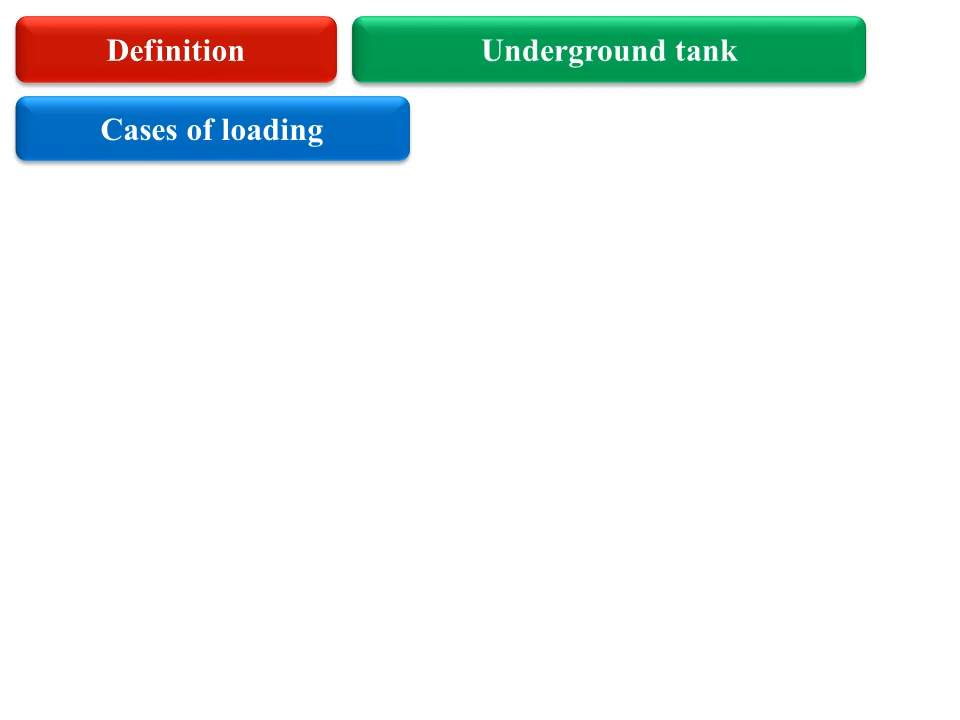 Definition
Underground tank
Cases of loading